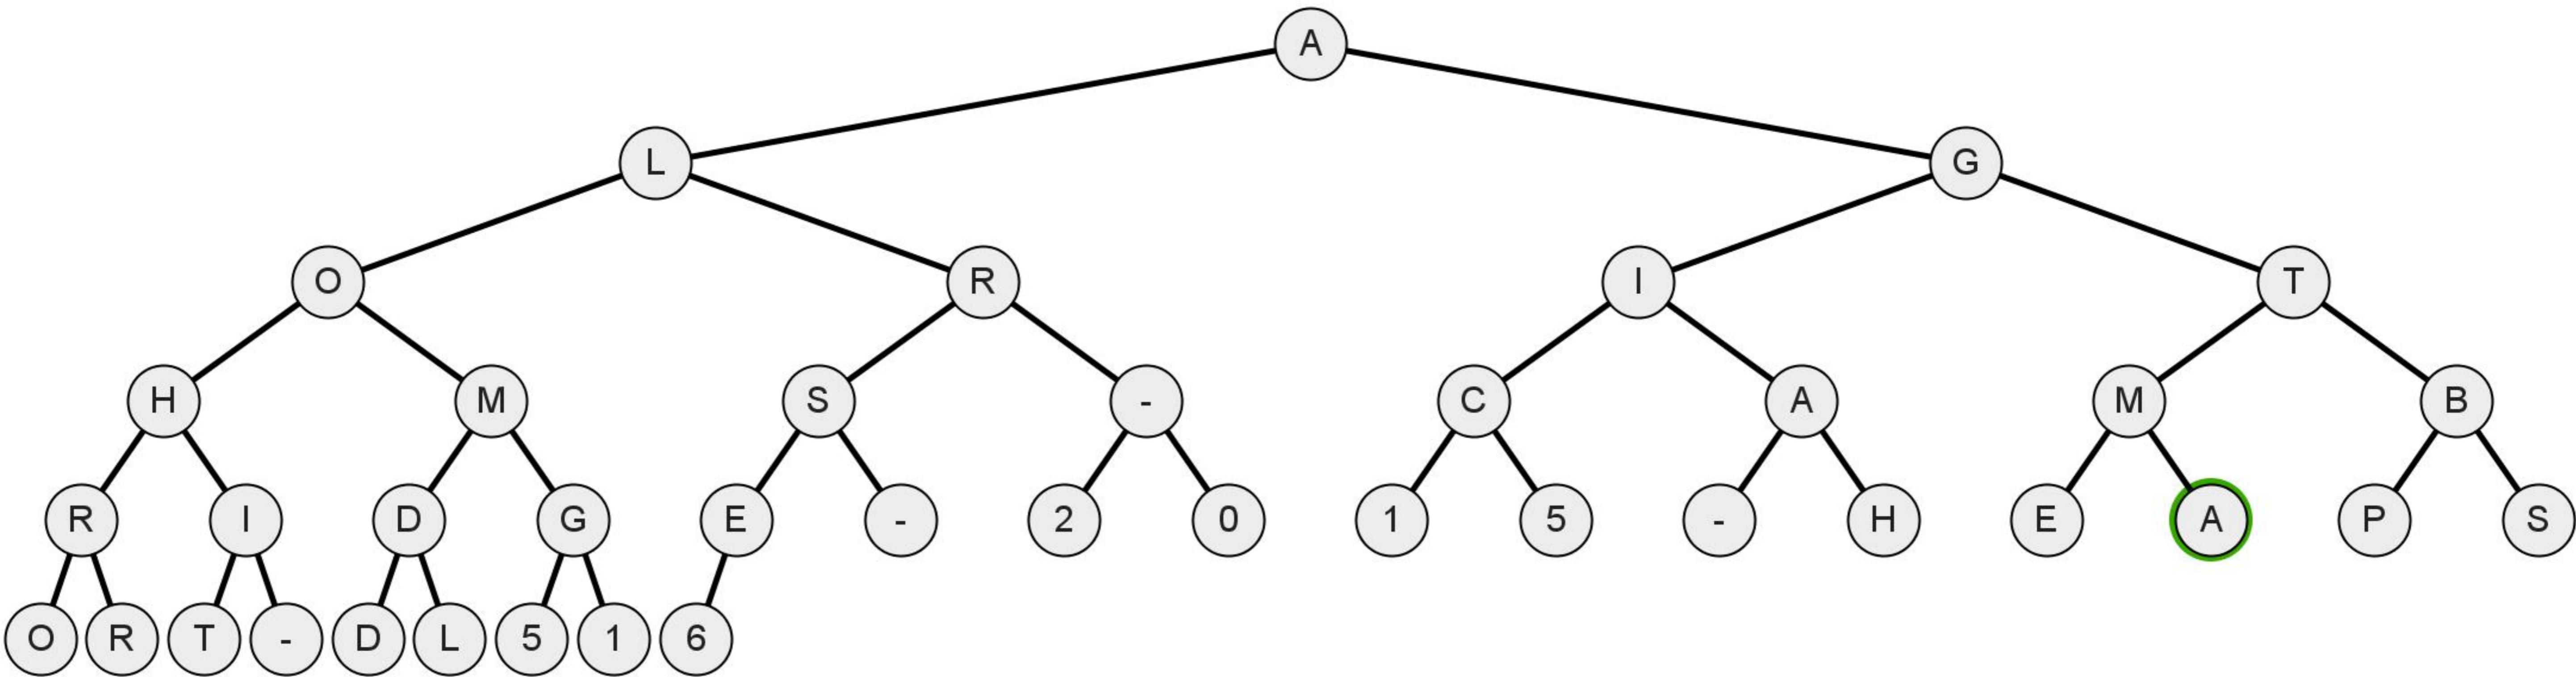 A
L G
O R I T
H M S - C A M B
R I D G E - 2 0 1 5 - H E A P S
O R T - D L 5 1 6